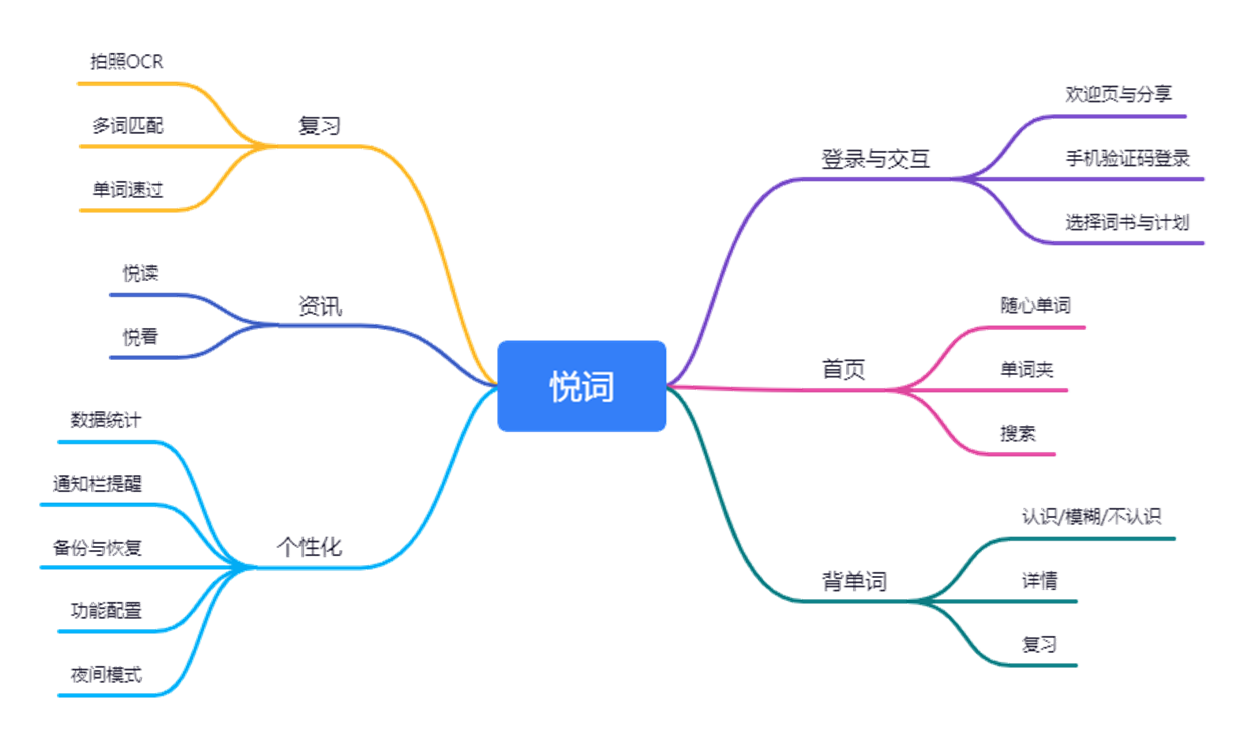 悦词
登录与交互
欢迎页与分享
手机验证码登录
选择词书与计划
首页
随心单词
单词夹
搜索
背单词
认识/模糊/不认识
详情
复习
复习
拍照OCR
多词匹配
单词速过
资讯
悦读
悦看
个性化
数据统计
通知栏提醒
备份与恢复
功能配置
夜间模式